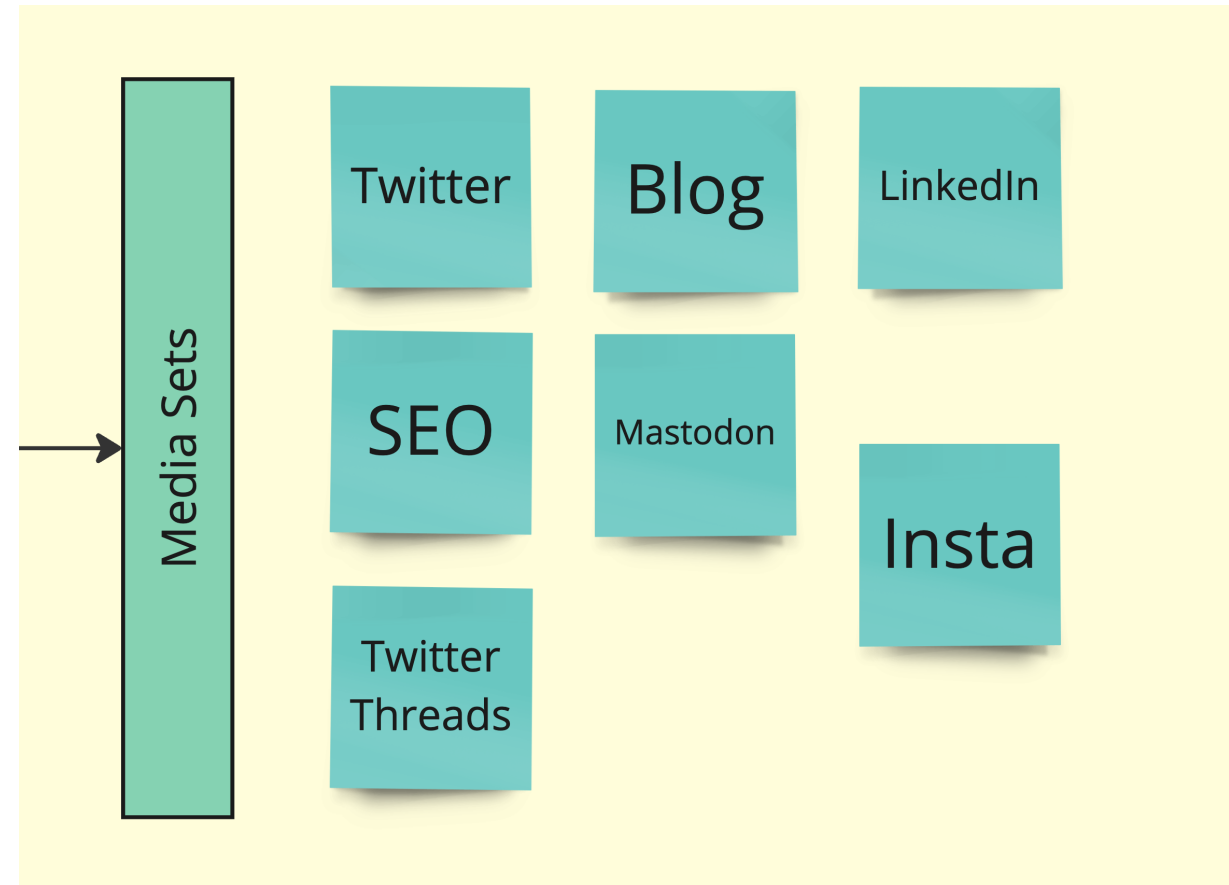 Media Sets
Twitter
Blog
LinkedIn
SEO
Mastodon
Insta
Twitter
Threads